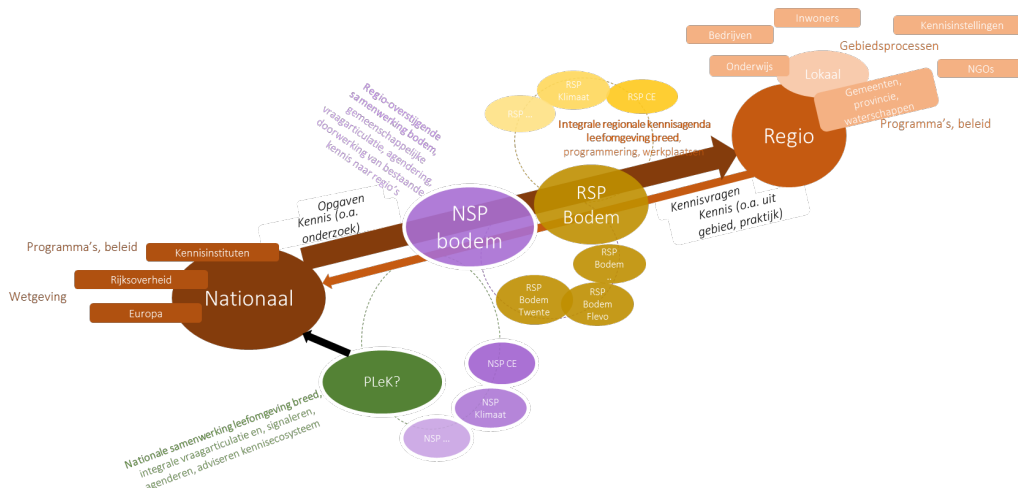 Inwoners
Kennisinstellingen
Bedrijven
Gebiedsprocessen
Onderwijs
Lokaal
NGOs
Gemeenten,
provincie,
waterschappen
Programma's, beleid
Regio
RSP
Klimaat
RSP CE
RSP ...
Integrale regionale kennisagenda
leefomgeving breed,
programmering, werkplaatsen
Regio-overstijgende
samenwerking bodem,
gemeenschappelijke
vraagarticulatie, agendering,
doorwerking van bestaande
kennis naar regio's
RSP
Bodem
NSP
bodem
Kennisvragen
Kennis (o.a. uit
gebied, praktijk)
Opgaven
Kennis (o.a.
onderzoek)
Programma's, beleid
Kennisinstituten
Rijksoverheid
Wetgeving
Europa
Nationaal
RSP
Bodem
..
RSP
Bodem
Twente
RSP
Bodem
Flevo
PLeK?
NSP CE
NSP
Klimaat
NSP ...
Nationale samenwerking leefomgeving breed,
integrale vraagarticulatie en, signaleren,
agenderen, adviseren kennisecosysteem